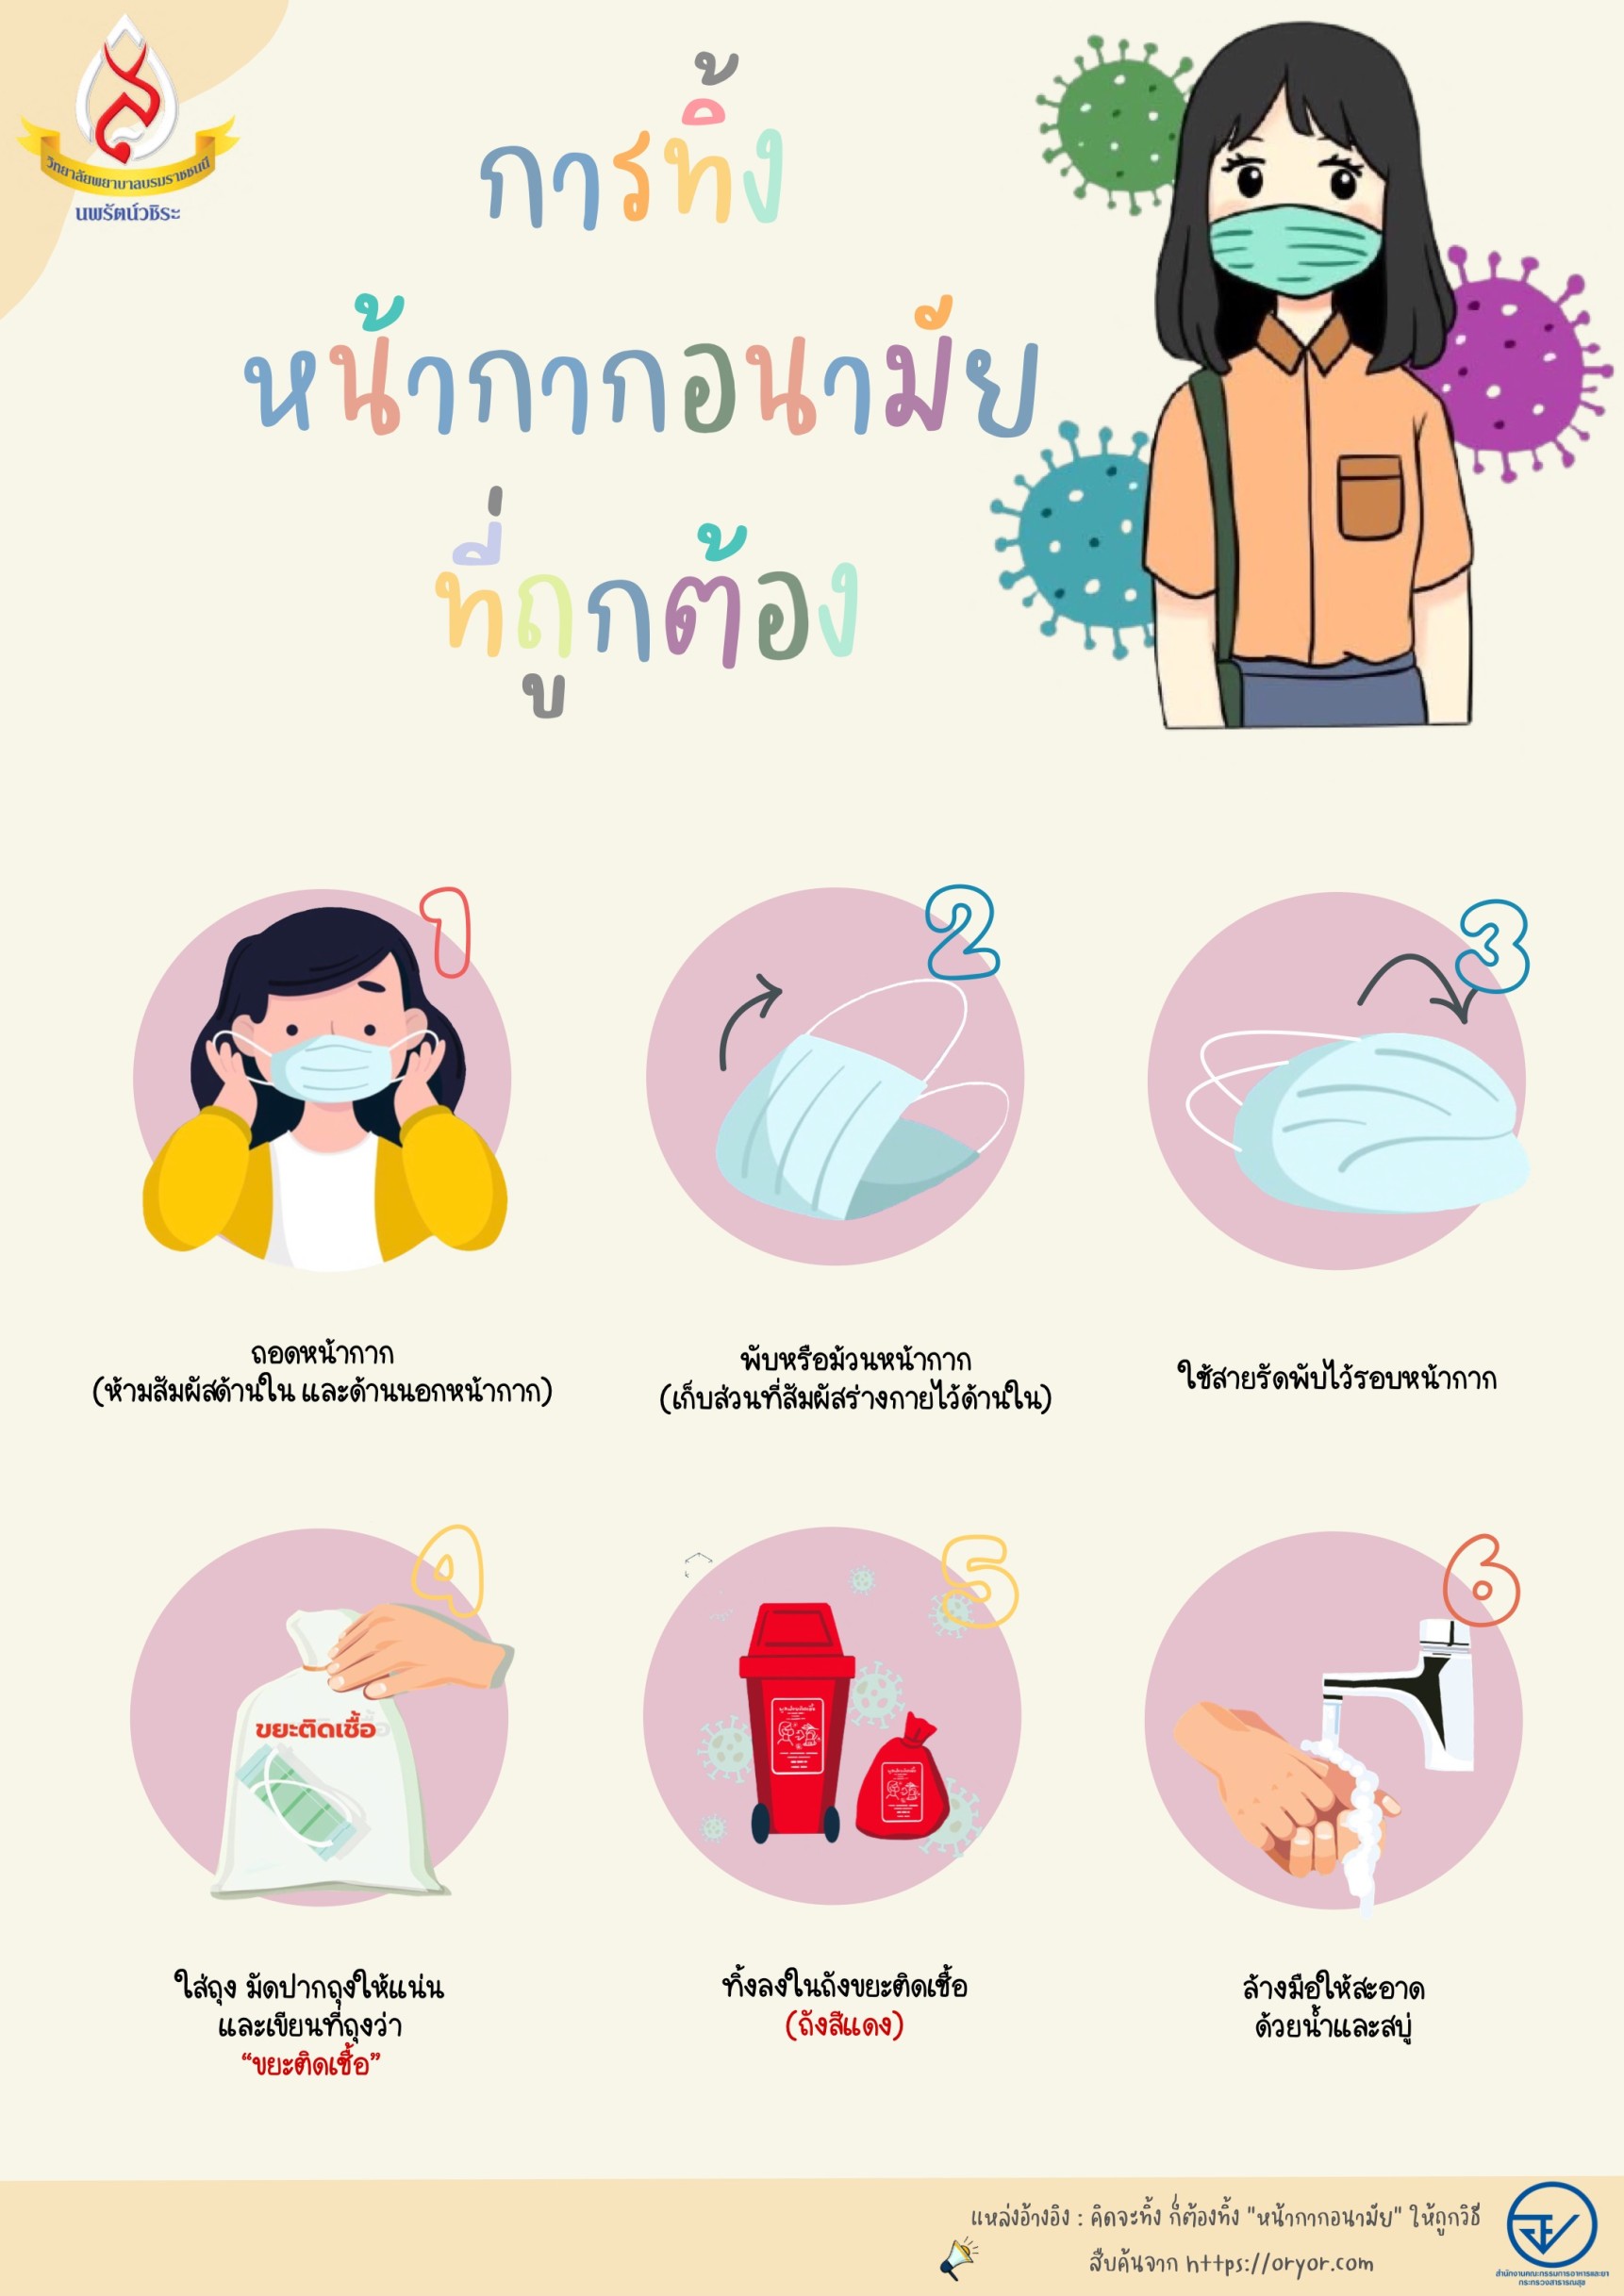 วิทยาลัยพยาบาลบรมราชชนนี
นพรัตน์วชิระ
การทิ้ง
หน้ากากอนามัย
ที่ถูกต้อง
1
2
3
ถอดหน้ากาก
(ห้ามสัมผัสด้านใน และด้านนอกหน้ากาก)
พับหรือม้วนหน้ากาก
(เก็บส่วนที่สัมผัสร่างกายไว้ด้านใน)
ใช้สายรัดพับไว้รอบหน้ากาก
4
5
6
ขยะติดเชื้อ
ใส่ถุง มัดปากถุงให้แน่น
และเขียนที่ถุงว่า
“ขยะติดเชื้อ”
ทิ้งลงในถังขยะติดเชื้อ
(ถังสีแดง)
ล้างมือให้สะอาด
ด้วยน้ำและสบู่
แหล่งอ้างอิง : คิดจะทิ้ง ก็ต้องทิ้ง "หน้ากากอนามัย" ให้ถูกวิธี
สืบค้นจาก https://oryor.com
สำนักงานคณะกรรมการอาหารและยา
กระทรวงสาธารณสุข